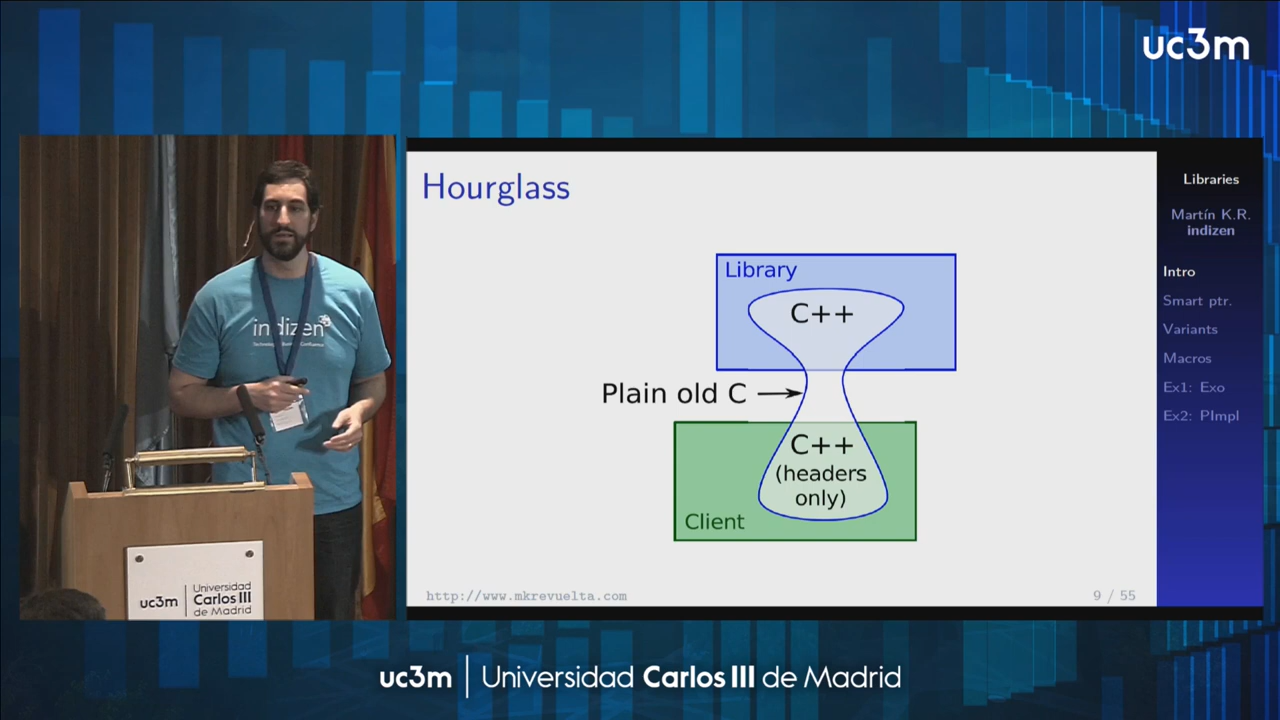 uc3m
Hourglass
Library
C++
Plain old C
C++
(headers
only)
Client
http://www.mkrevuelta.com
9 / 55
Libraries
Martín K.R.
indizen
Intro
Smart ptr.
Variants
Macros
Ex1: Exo
Ex2: PImpl
indizen
uc3m
Universidad
Carlos III
de Madrid
uc3m | Universidad Carlos III de Madrid